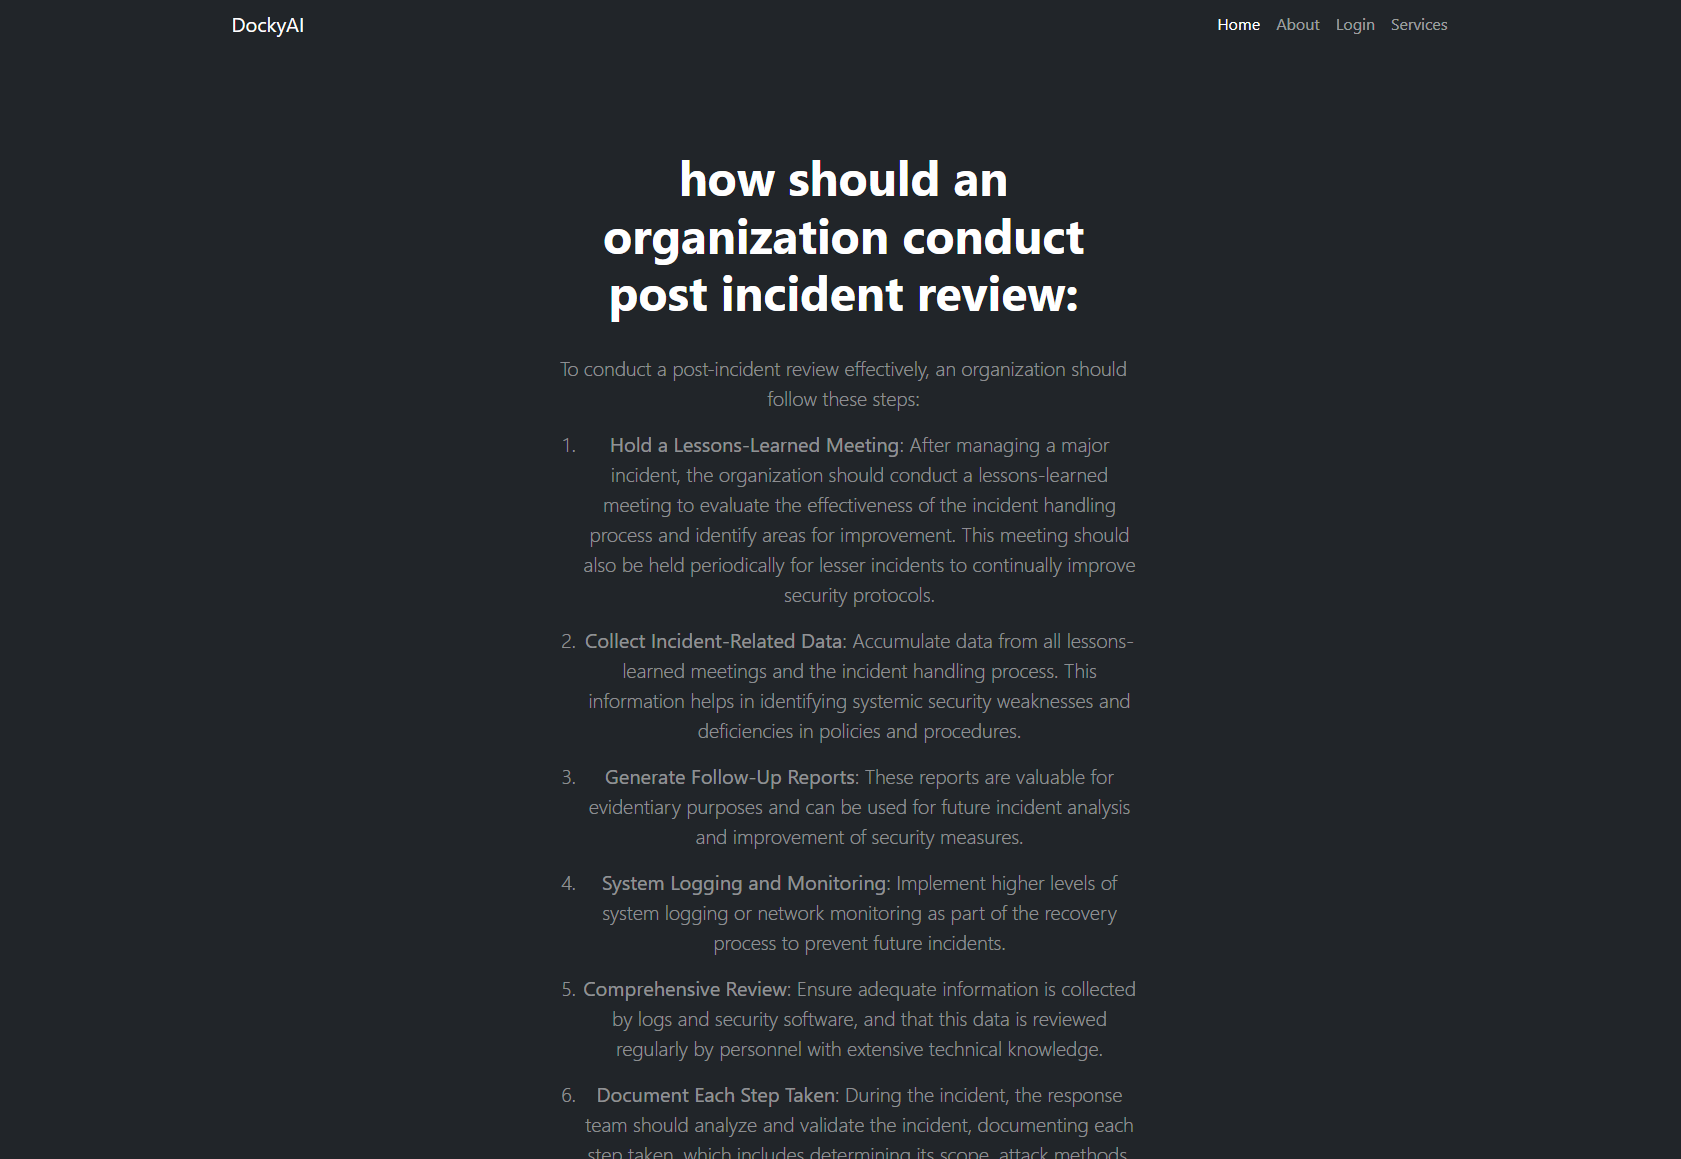 DockyAI
Home About Login Services
how should an
organization conduct
post incident review:
To conduct a post-incident review effectively, an organization should
follow these steps:
1. Hold a Lessons-Learned Meeting: After managing a major
incident, the organization should conduct a lessons-learned
meeting to evaluate the effectiveness of the incident handling
process and identify areas for improvement. This meeting should
also be held periodically for lesser incidents to continually improve
security protocols.
2. Collect Incident-Related Data: Accumulate data from all lessons-
learned meetings and the incident handling process. This
information helps in identifying systemic security weaknesses and
deficiencies in policies and procedures.
3. Generate Follow-Up Reports: These reports are valuable for
evidentiary purposes and can be used for future incident analysis
and improvement of security measures.
4. System Logging and Monitoring: Implement higher levels of
system logging or network monitoring as part of the recovery
process to prevent future incidents.
5. Comprehensive Review: Ensure adequate information is collected
by logs and security software, and that this data is reviewed
regularly by personnel with extensive technical knowledge.
6. Document Each Step Taken: During the incident, the response
team should analyze and validate the incident, documenting each
step taken, which includes determining its scope, attack methods,